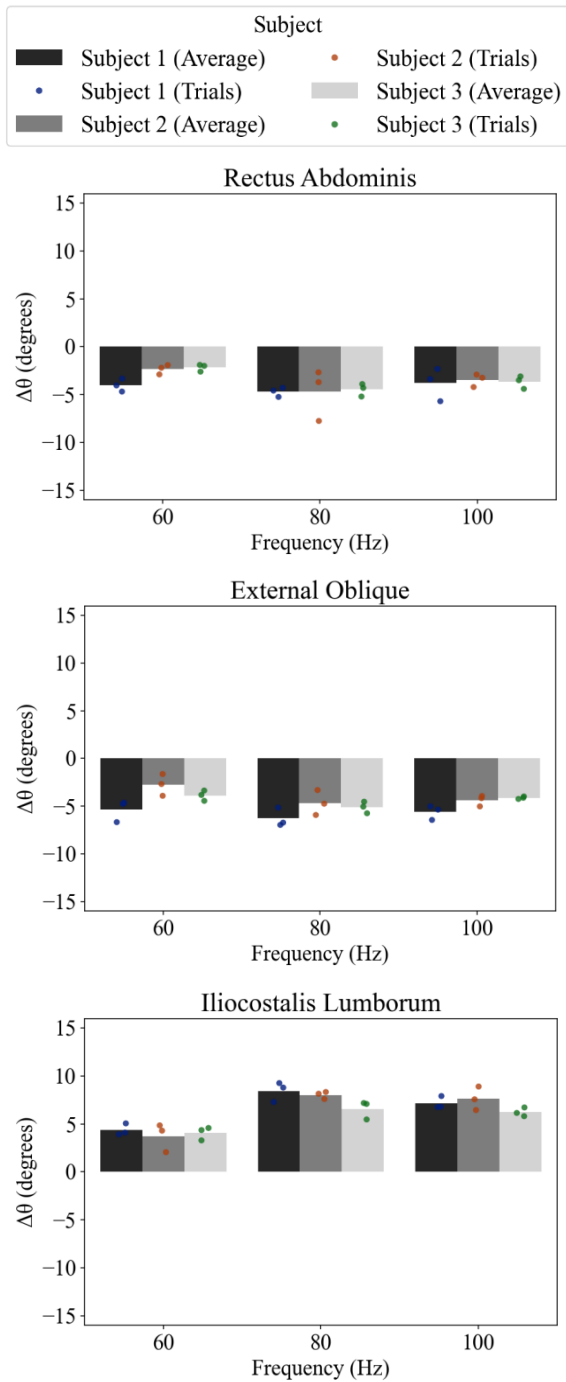 Subject
Subject 1 (Average)
Subject 2 (Trials)
Subject 1 (Trials)
Subject 3 (Average)
Subject 2 (Average)
Subject 3 (Trials)
Rectus Abdominis
15
10
5
0
−5
−10
−15
Δθ (degrees)
60 80 100
Frequency (Hz)
External Oblique
15
10
5
0
−5
−10
−15
Δθ (degrees)
60 80 100
Frequency (Hz)
Iliocostalis Lumborum
15
10
5
0
−5
−10
−15
Δθ (degrees)
60 80 100
Frequency (Hz)